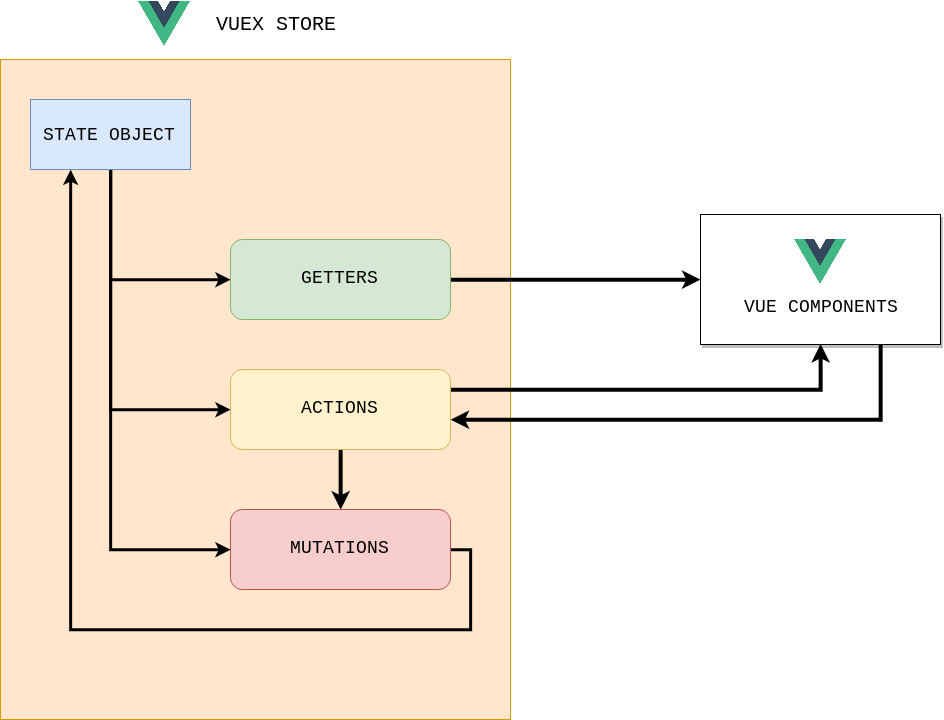 VUEX STORE
STATE OBJECT
GETTERS
VUE COMPONENTS
ACTIONS
MUTATIONS